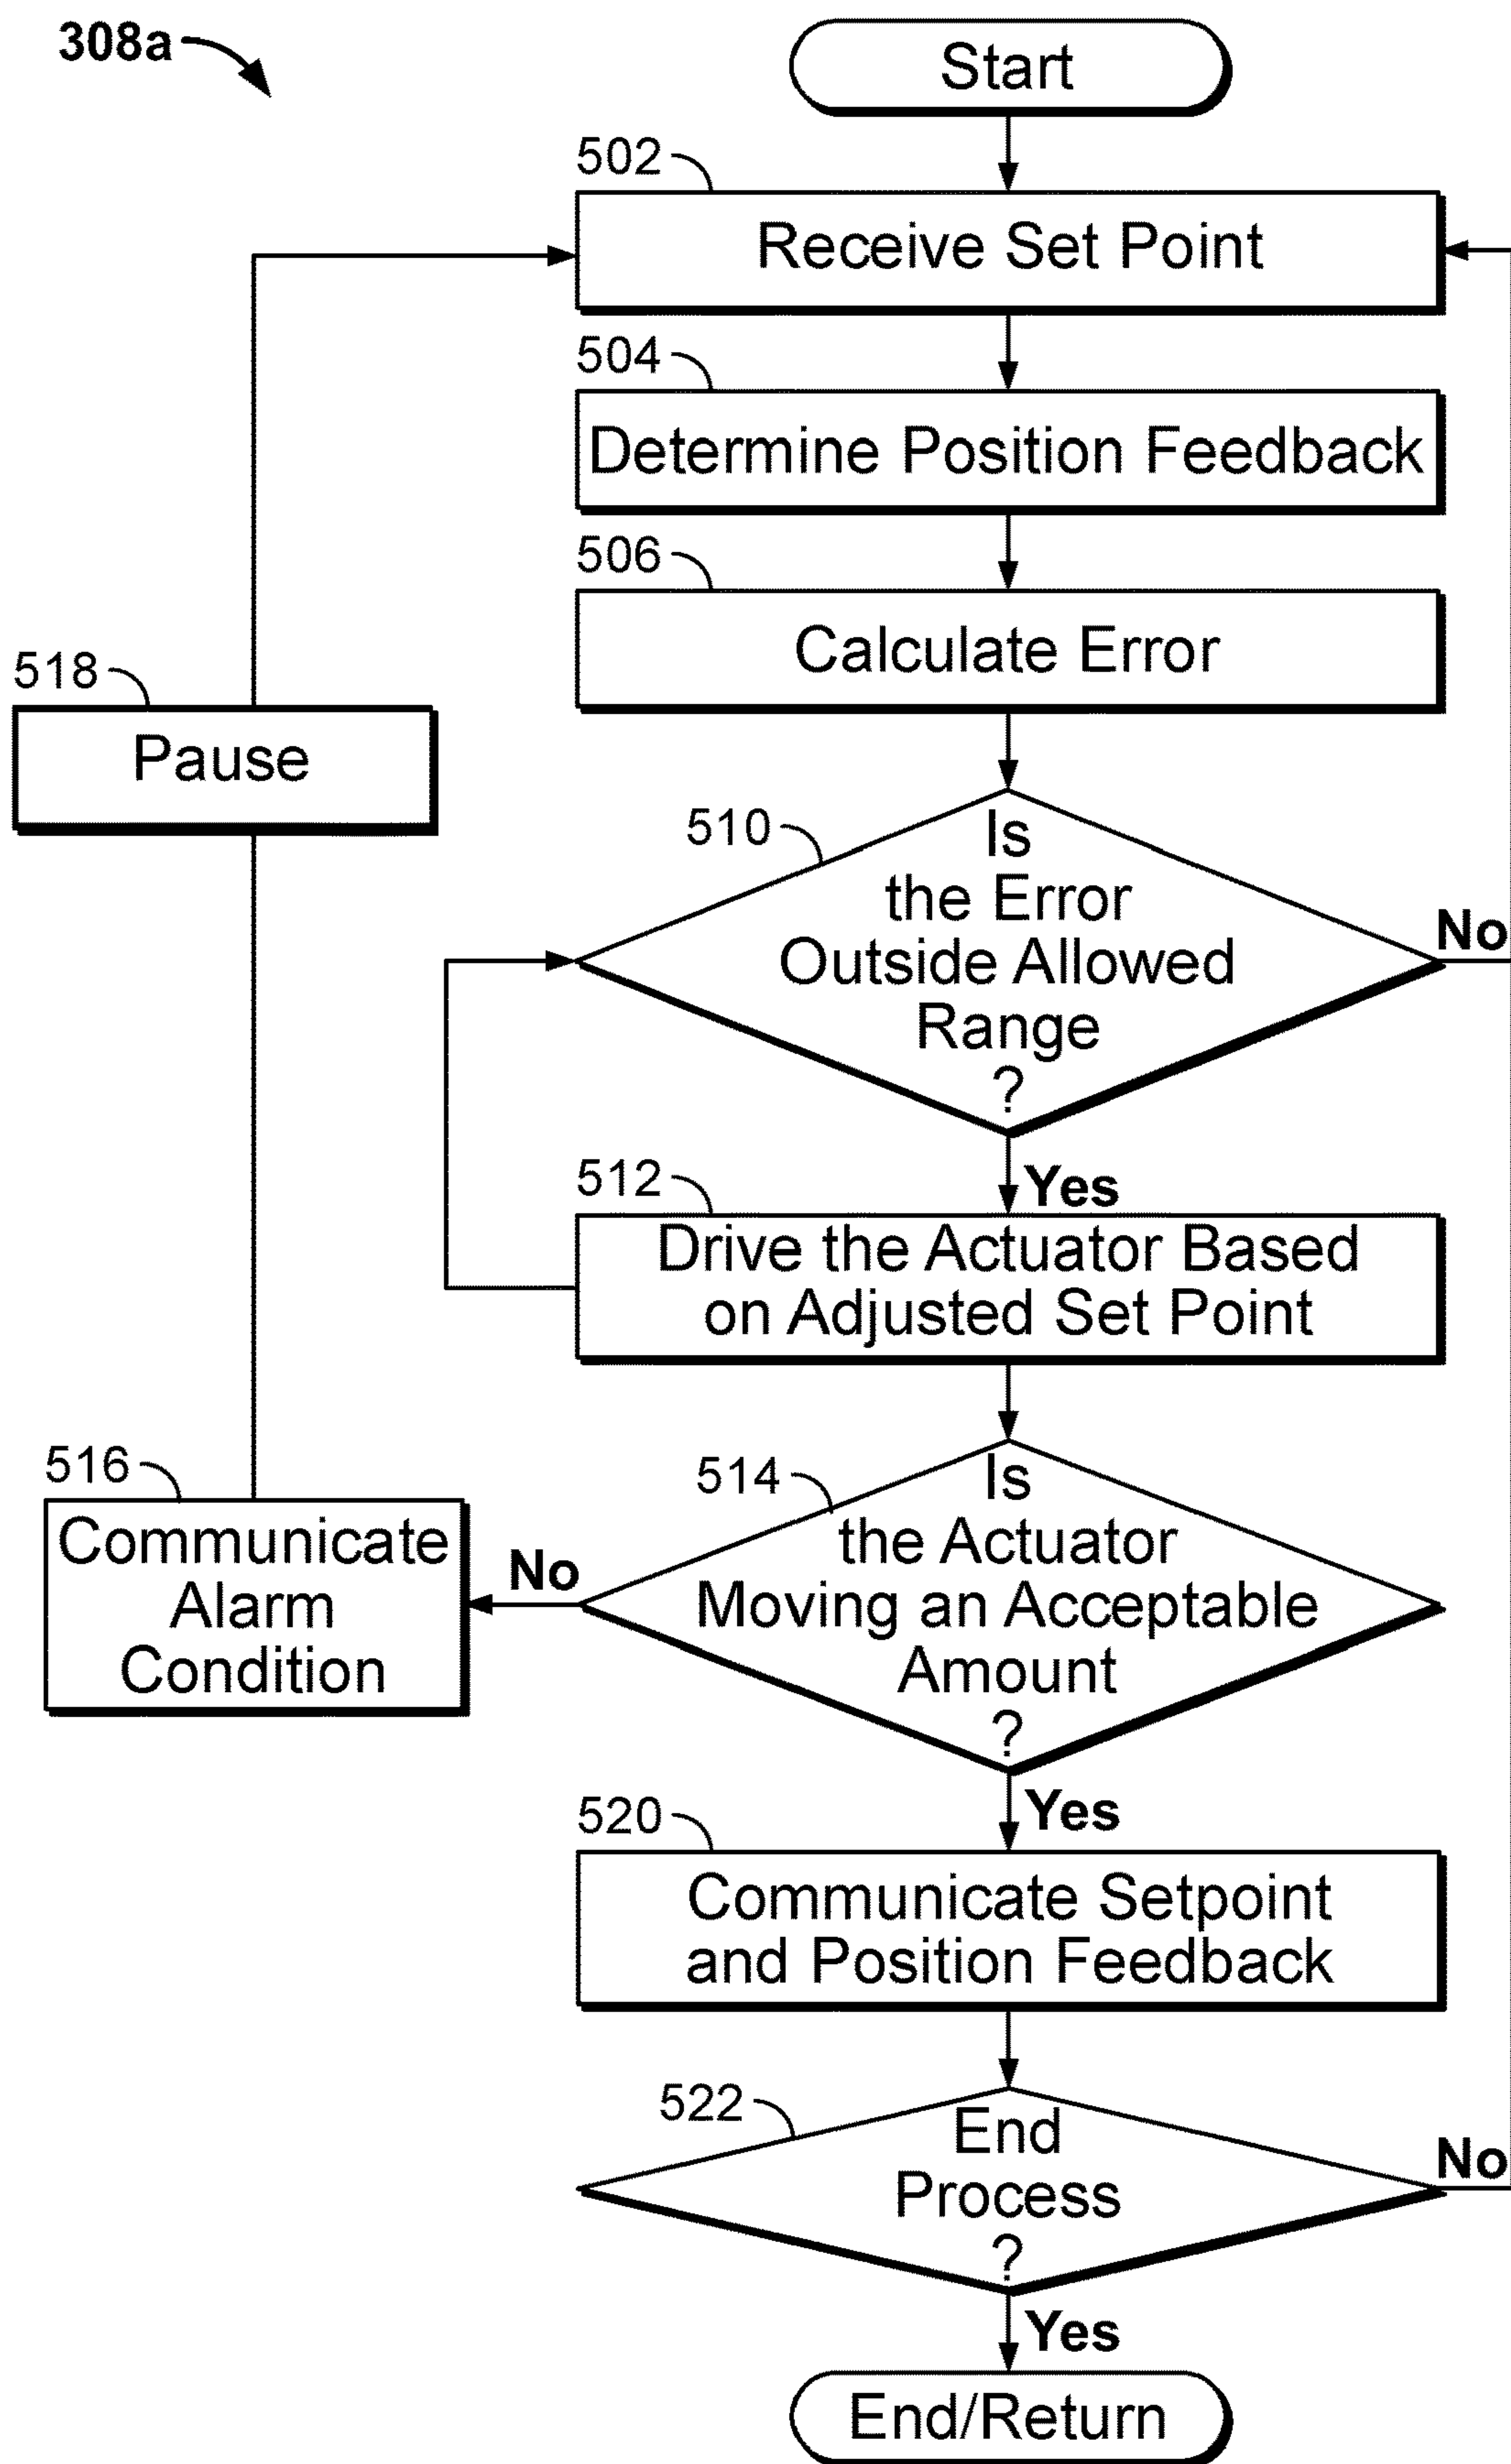 308a
Start
502
Receive Set Point
504
Determine Position Feedback
506
Calculate Error
518
Pause
510
Is
the Error
Outside Allowed
Range
?
No
Yes
512
Drive the Actuator Based
on Adjusted Set Point
514
Is
the Actuator
Moving an Acceptable
Amount
?
No
516
Communicate
Alarm
Condition
Yes
520
Communicate Setpoint
and Position Feedback
522
End
Process
?
No
Yes
End/Return